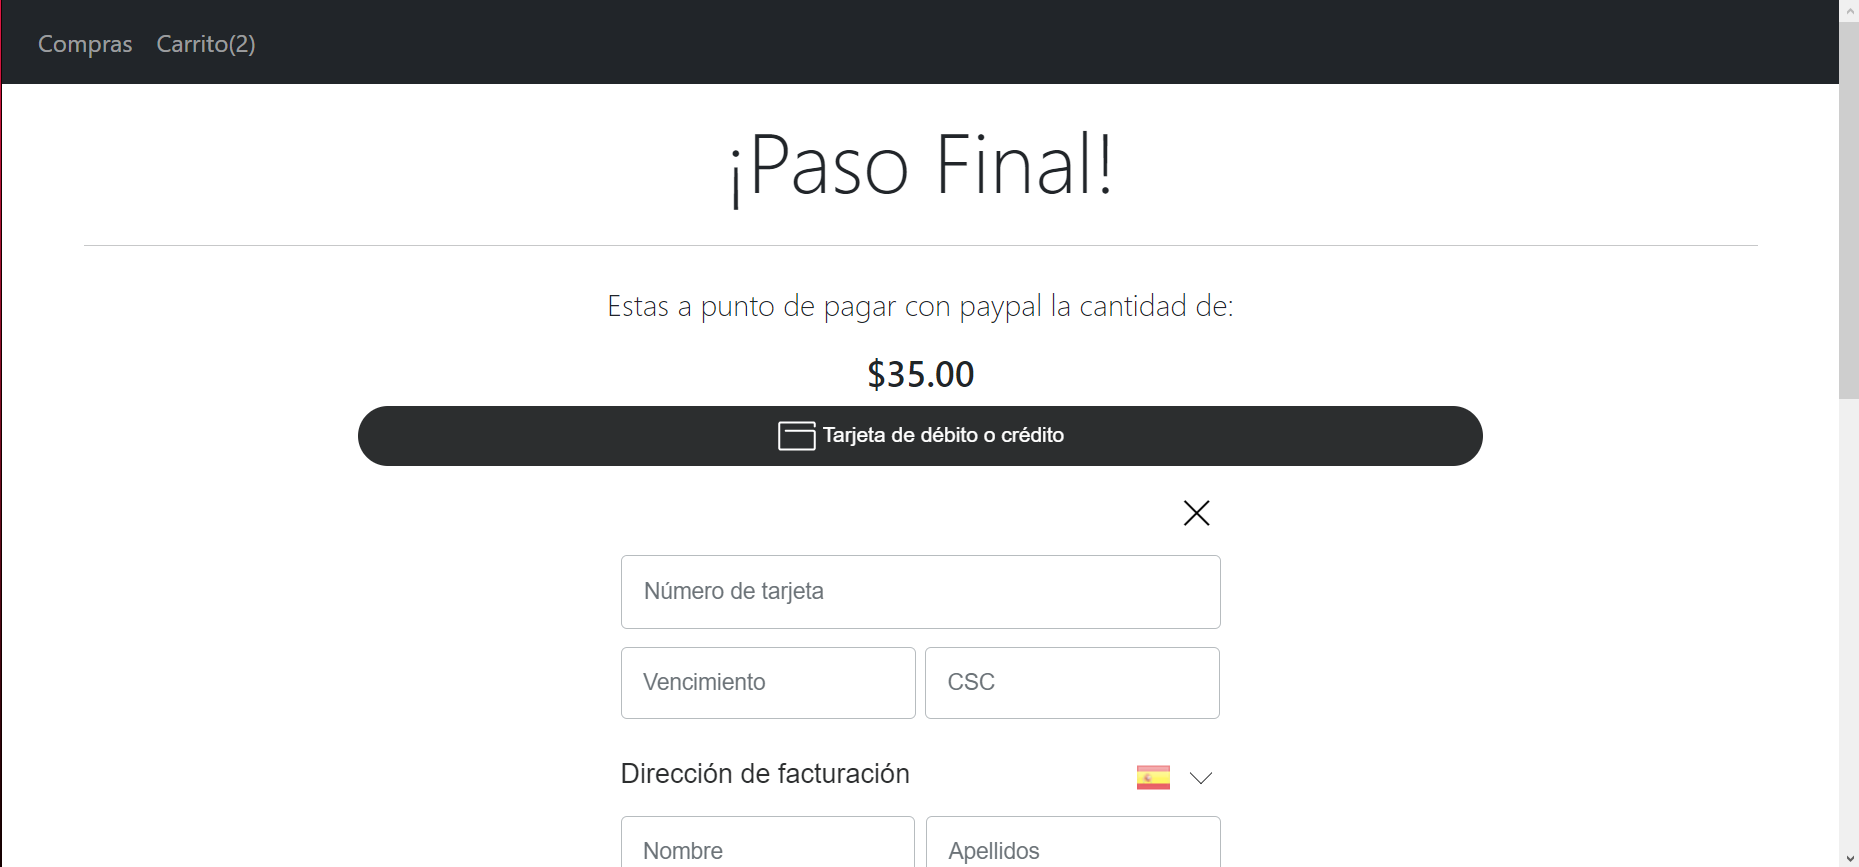 Compras Carrito(2)
¡Paso Final!
Estas a punto de pagar con paypal la cantidad de:
$35.00
Tarjeta de débito o crédito
Número de tarjeta
Vencimiento CSC
Dirección de facturación
Nombre Apellidos